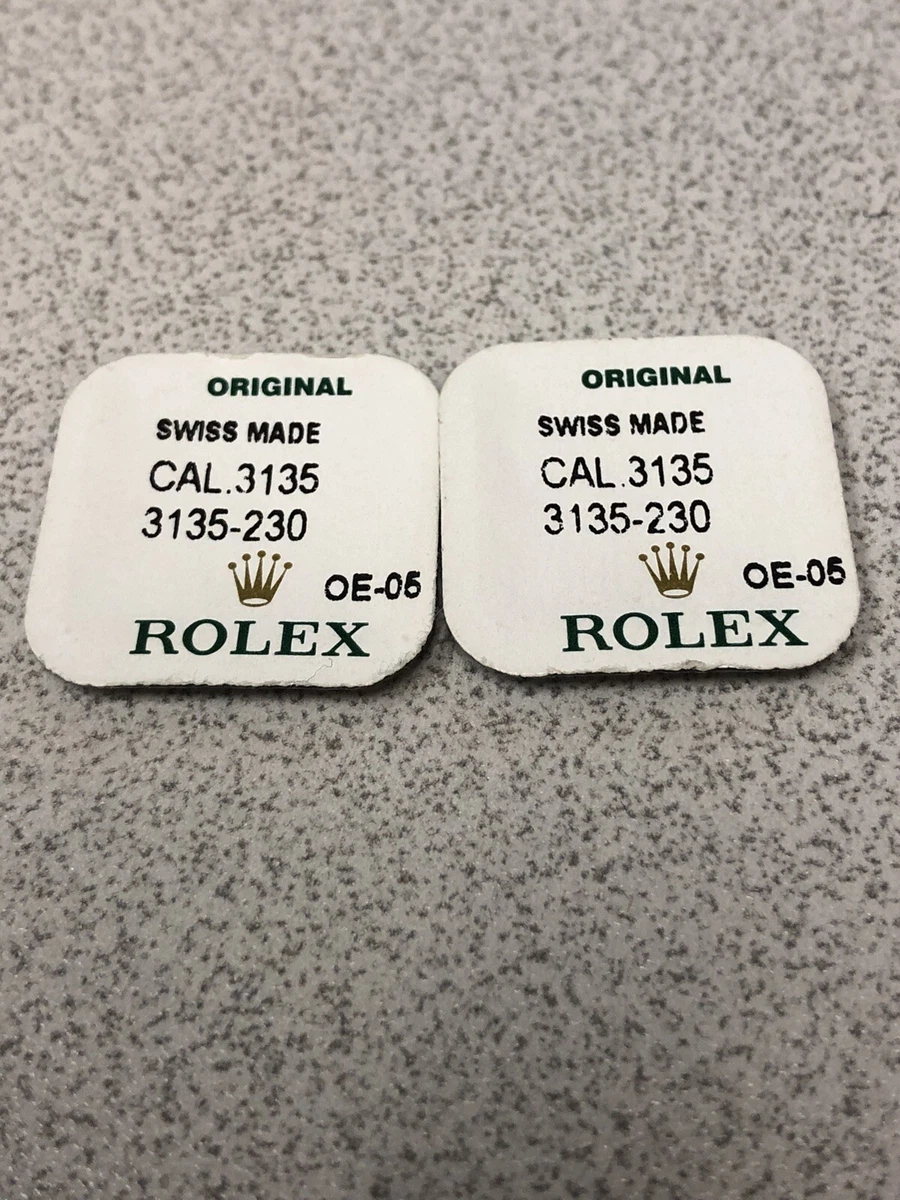 ORIGINAL
SWISS MADE
CAL.3135
3135-230
OE-05
ROLEX
ORIGINAL
SWISS MADE
CAL.3135
3135-230
OE-05
ROLEX